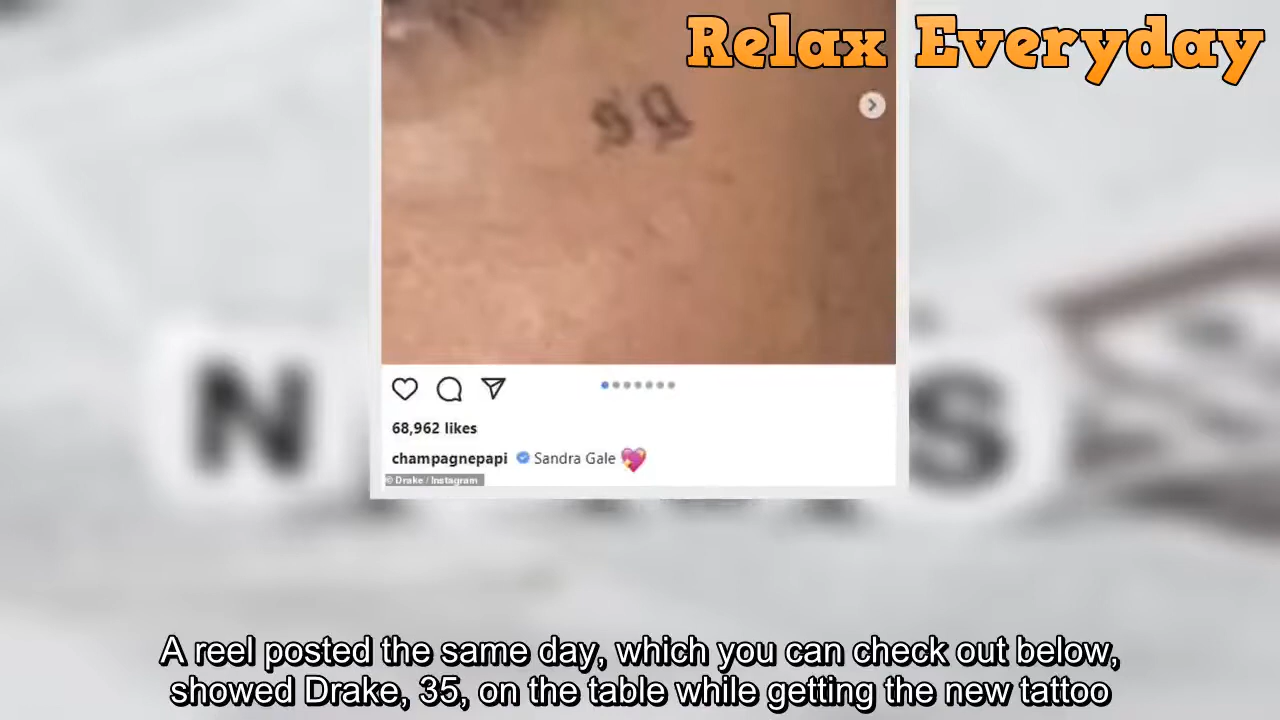 Relax Everyday
sg
68,962 likes
champagnepapi Sandra Gale 💖
© Drake / Instagram
N S
A reel posted the same day, which you can check out below,
showed Drake, 35, on the table while getting the new tattoo